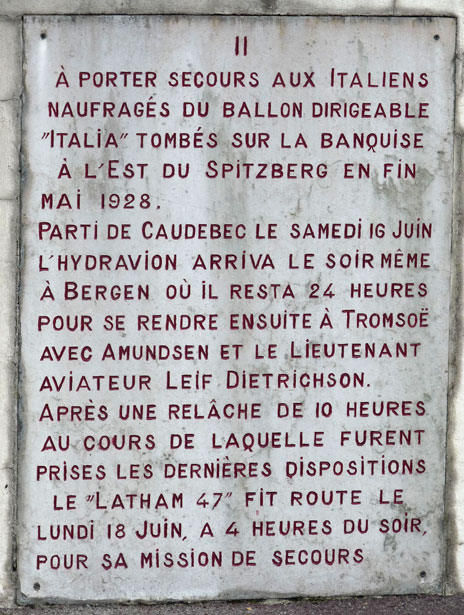 II
À PORTER SECOURS AUX ITALIENS
NAUFRAGÉS DU BALLON DIRIGEABLE
"ITALIA" TOMBÉS SUR LA BANQUISE
À L'EST DU SPITZBERG EN FIN
MAI 1928.
PARTI DE CAUDEBEC LE SAMEDI 16 JUIN
L'HYDRAVION ARRIVA LE SOIR MÊME
À BERGEN OÙ IL RESTA 24 HEURES
POUR SE RENDRE ENSUITE À TROMSOË
AVEC AMUNDSEN ET LE LIEUTENANT
AVIATEUR LEIF DIETRICHSON.
APRÈS UNE RELÂCHE DE 10 HEURES
AU COURS DE LAQUELLE FURENT
PRISES LES DERNIÈRES DISPOSITIONS
LE "LATHAM 47" FIT ROUTE LE
LUNDI 18 JUIN, A 4 HEURES DU SOIR,
POUR SA MISSION DE SECOURS